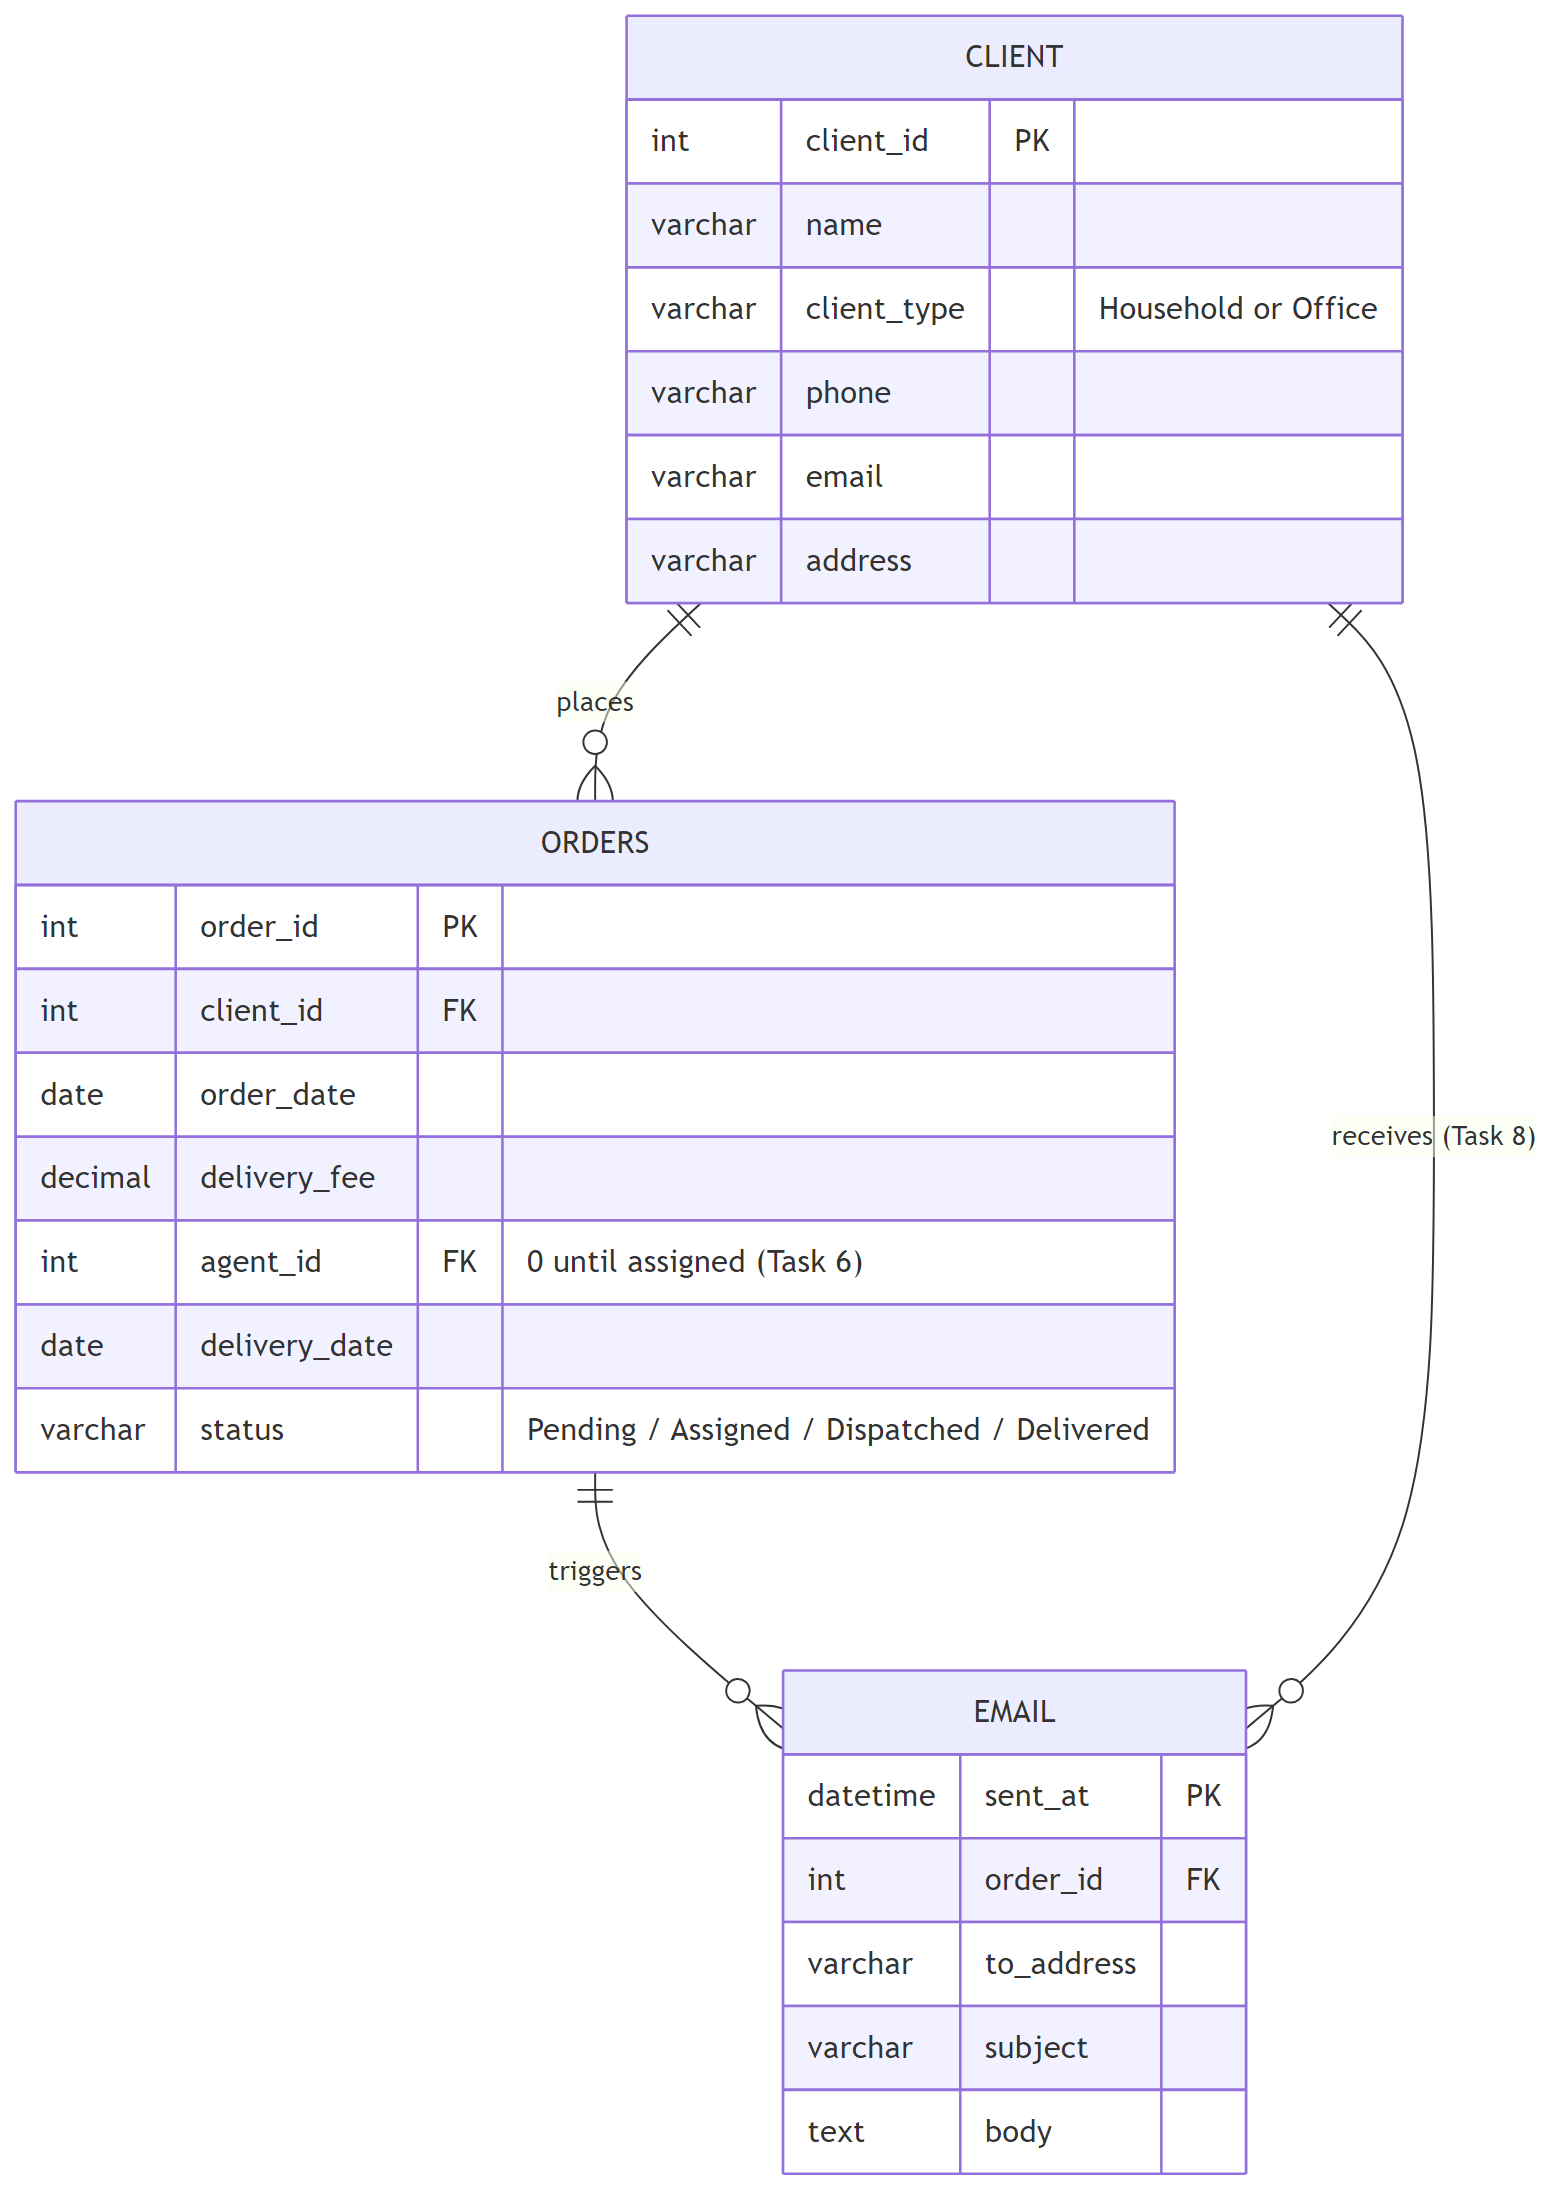 CLIENT
int client_id PK
varchar name
varchar client_type Household or Office
varchar phone
varchar email
varchar address
places
ORDERS
int order_id PK
int client_id FK
date order_date
decimal delivery_fee
int agent_id FK 0 until assigned (Task 6)
date delivery_date
varchar status Pending / Assigned / Dispatched / Delivered
receives (Task 8)
triggers
EMAIL
datetime sent_at PK
int order_id FK
varchar to_address
varchar subject
text body